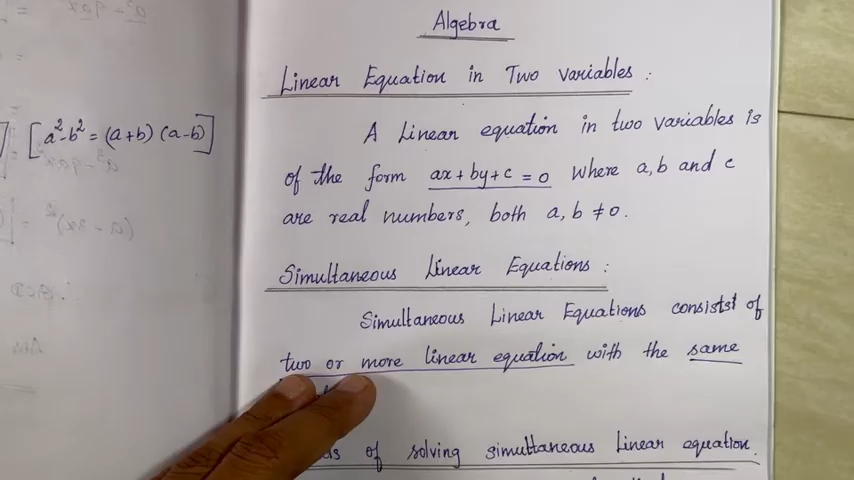 [a²-b² = (a+b) (a-b)]
Algebra
Linear Equation in Two variables :
A Linear equation in two variables is
of the form ax + by + c = 0 where a, b and c
are real numbers, both a, b ≠ 0.
Simultaneous Linear Equations :
Simultaneous Linear Equations consists of
two or more linear equation with the same
of solving simultaneous Linear equation.